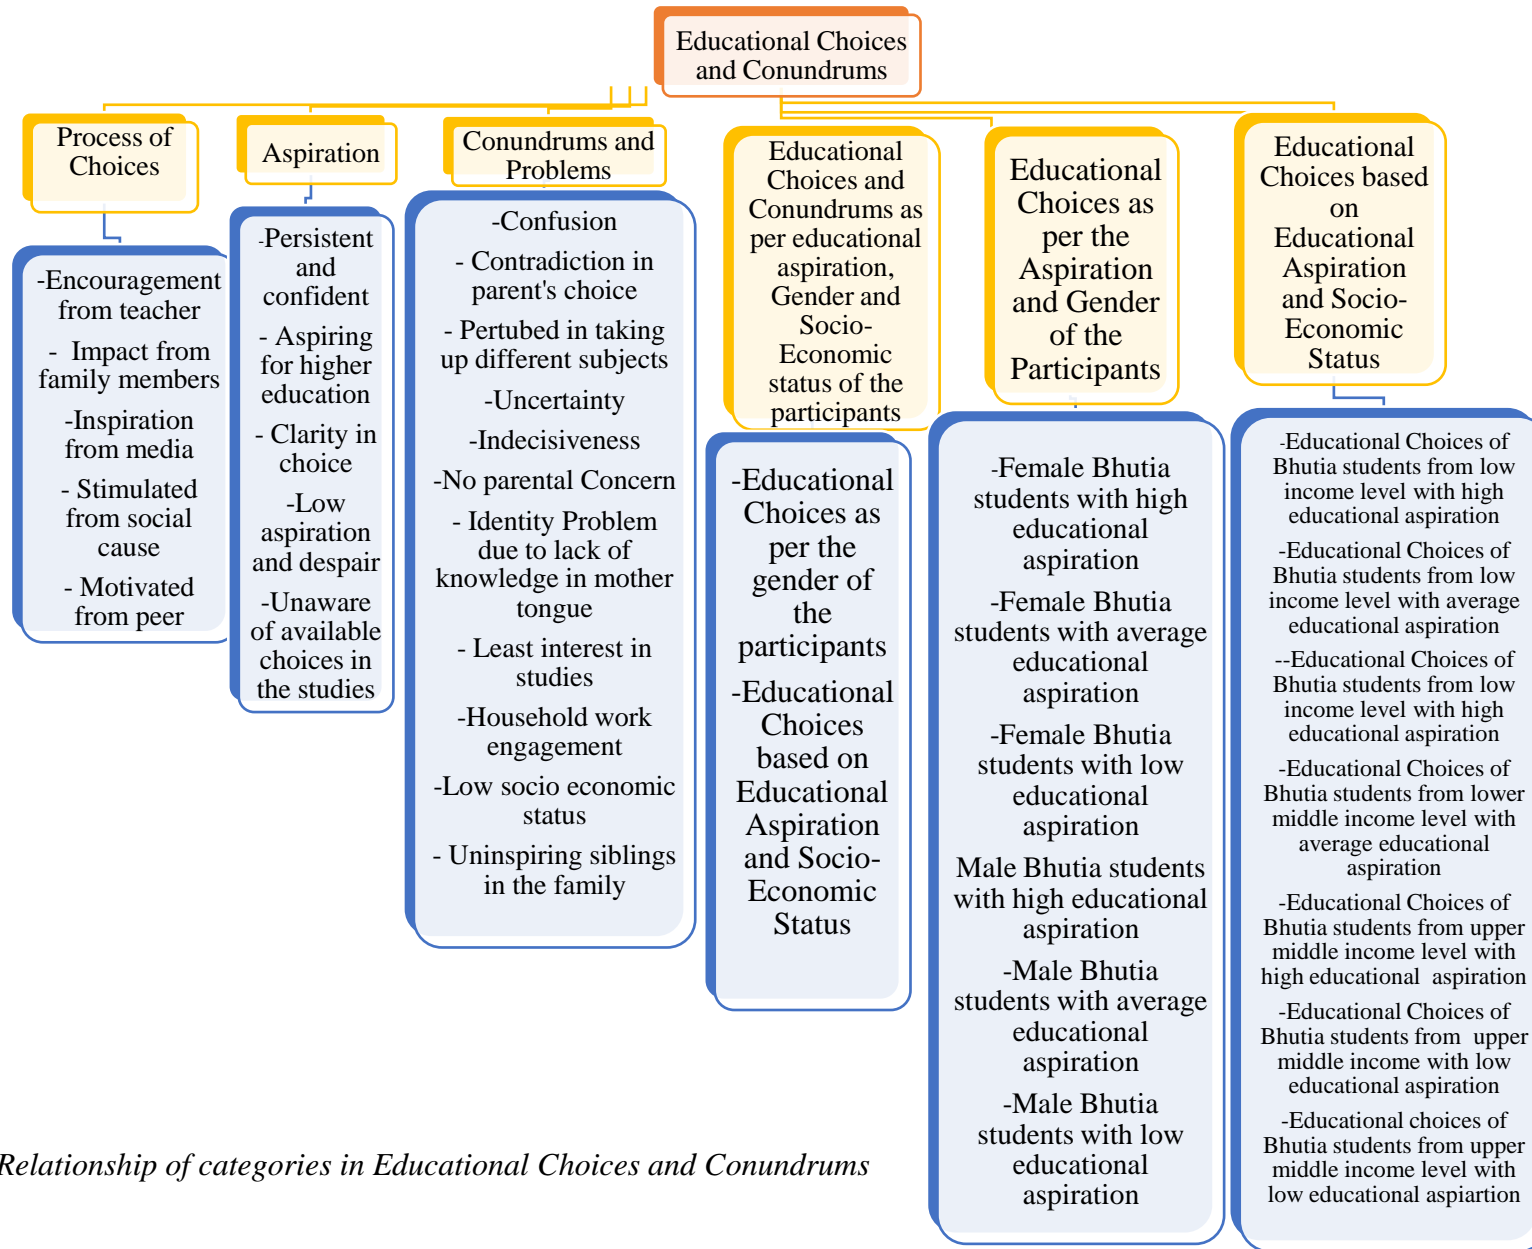 Educational Choices
and Conundrums
Process of
Choices
-Encouragement
from teacher
- Impact from
family members
-Inspiration
from media
- Stimulated
from social
cause
- Motivated
from peer
Aspiration
-Persistent
and
confident
- Aspiring
for higher
education
- Clarity in
choice
-Low
aspiration
and despair
-Unaware
of available
choices in
the studies
Conundrums and
Problems
-Confusion
- Contradiction in
parent's choice
- Pertubed in taking
up different subjects
-Uncertainty
-Indecisiveness
-No parental Concern
- Identity Problem
due to lack of
knowledge in mother
tongue
- Least interest in
studies
-Household work
engagement
-Low socio economic
status
- Uninspiring siblings
in the family
Educational
Choices and
Conundrums as
per educational
aspiration,
Gender and
Socio-
Economic
status of the
participants
-Educational
Choices as
per the
gender of
the
participants
-Educational
Choices
based on
Educational
Aspiration
and Socio-
Economic
Status
Educational
Choices as
per the
Aspiration
and Gender
of the
Participants
-Female Bhutia
students with high
educational
aspiration
-Female Bhutia
students with average
educational
aspiration
-Female Bhutia
students with low
educational
aspiration
Male Bhutia students
with high educational
aspiration
-Male Bhutia
students with average
educational
aspiration
-Male Bhutia
students with low
educational
aspiration
Educational
Choices based
on
Educational
Aspiration
and Socio-
Economic
Status
-Educational Choices of
Bhutia students from low
income level with high
educational aspiration
-Educational Choices of
Bhutia students from low
income level with average
educational aspiration
--Educational Choices of
Bhutia students from low
income level with high
educational aspiration
-Educational Choices of
Bhutia students from lower
middle income level with
average educational
aspiration
-Educational Choices of
Bhutia students from upper
middle income level with
high educational  aspiration
-Educational Choices of
Bhutia students from  upper
middle income with low
educational aspiration
-Educational choices of
Bhutia students from upper
middle income level with
low educational aspiartion
Relationship of categories in Educational Choices and Conundrums